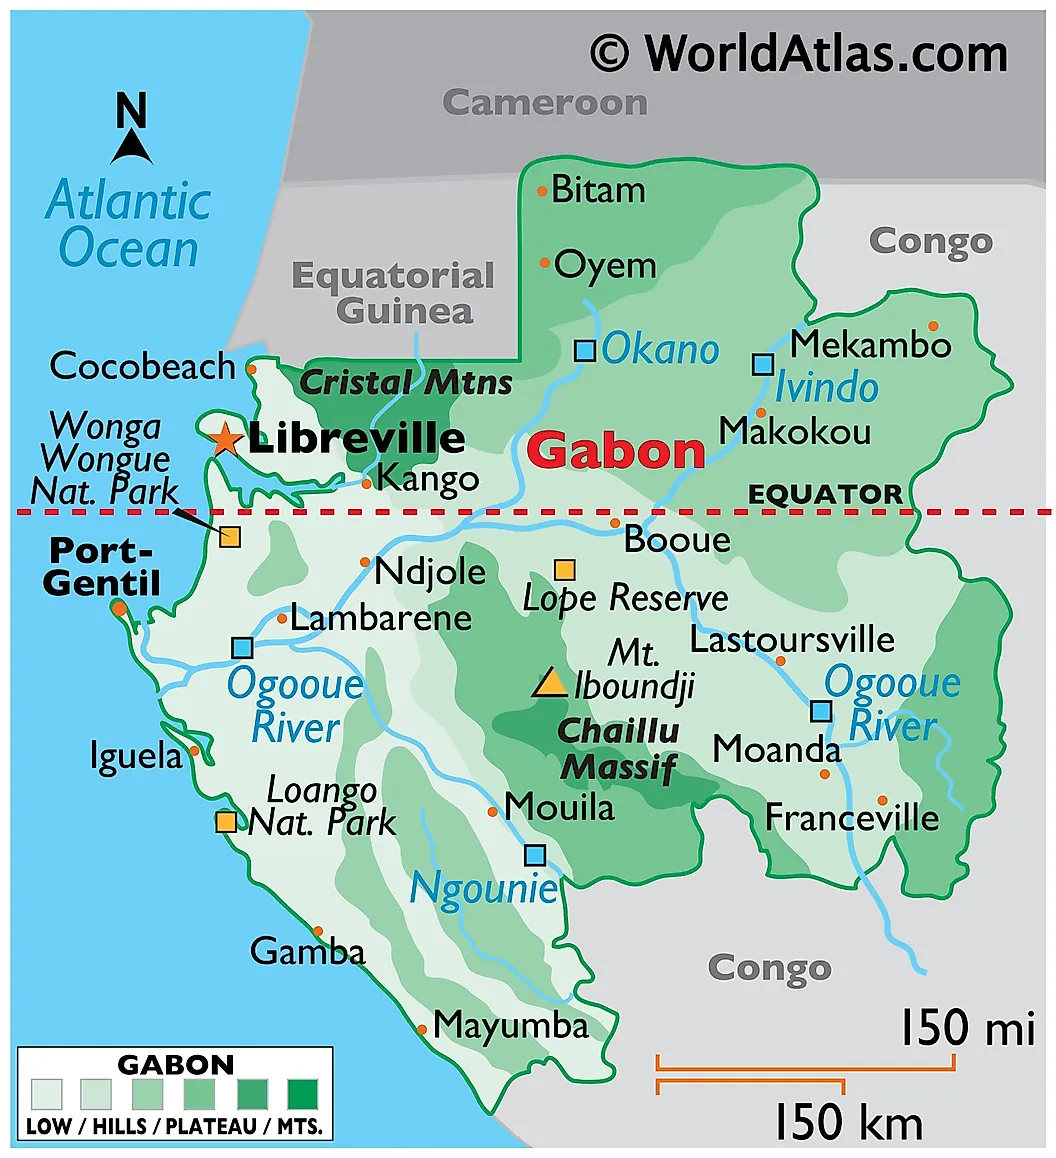 © WorldAtlas.com
Cameroon
N
Atlantic
Ocean
Bitam
Congo
Oyem
Equatorial
Guinea
Okano
Mekambo
Cocobeach
Cristal Mtns
Ivindo
Wonga
Wongue
Nat. Park
Libreville
Gabon
Makokou
Kango
EQUATOR
Port-
Gentil
Booue
Ndjole
Lope Reserve
Lambarene
Lastoursville
Mt.
Iboundji
Ogooue
River
Ogooue
River
Chaillu
Massif
Iguela
Moanda
Loango
Nat. Park
Mouila
Franceville
Ngounie
Gamba
Congo
Mayumba
150 mi
150 km
GABON
LOW / HILLS / PLATEAU / MTS.